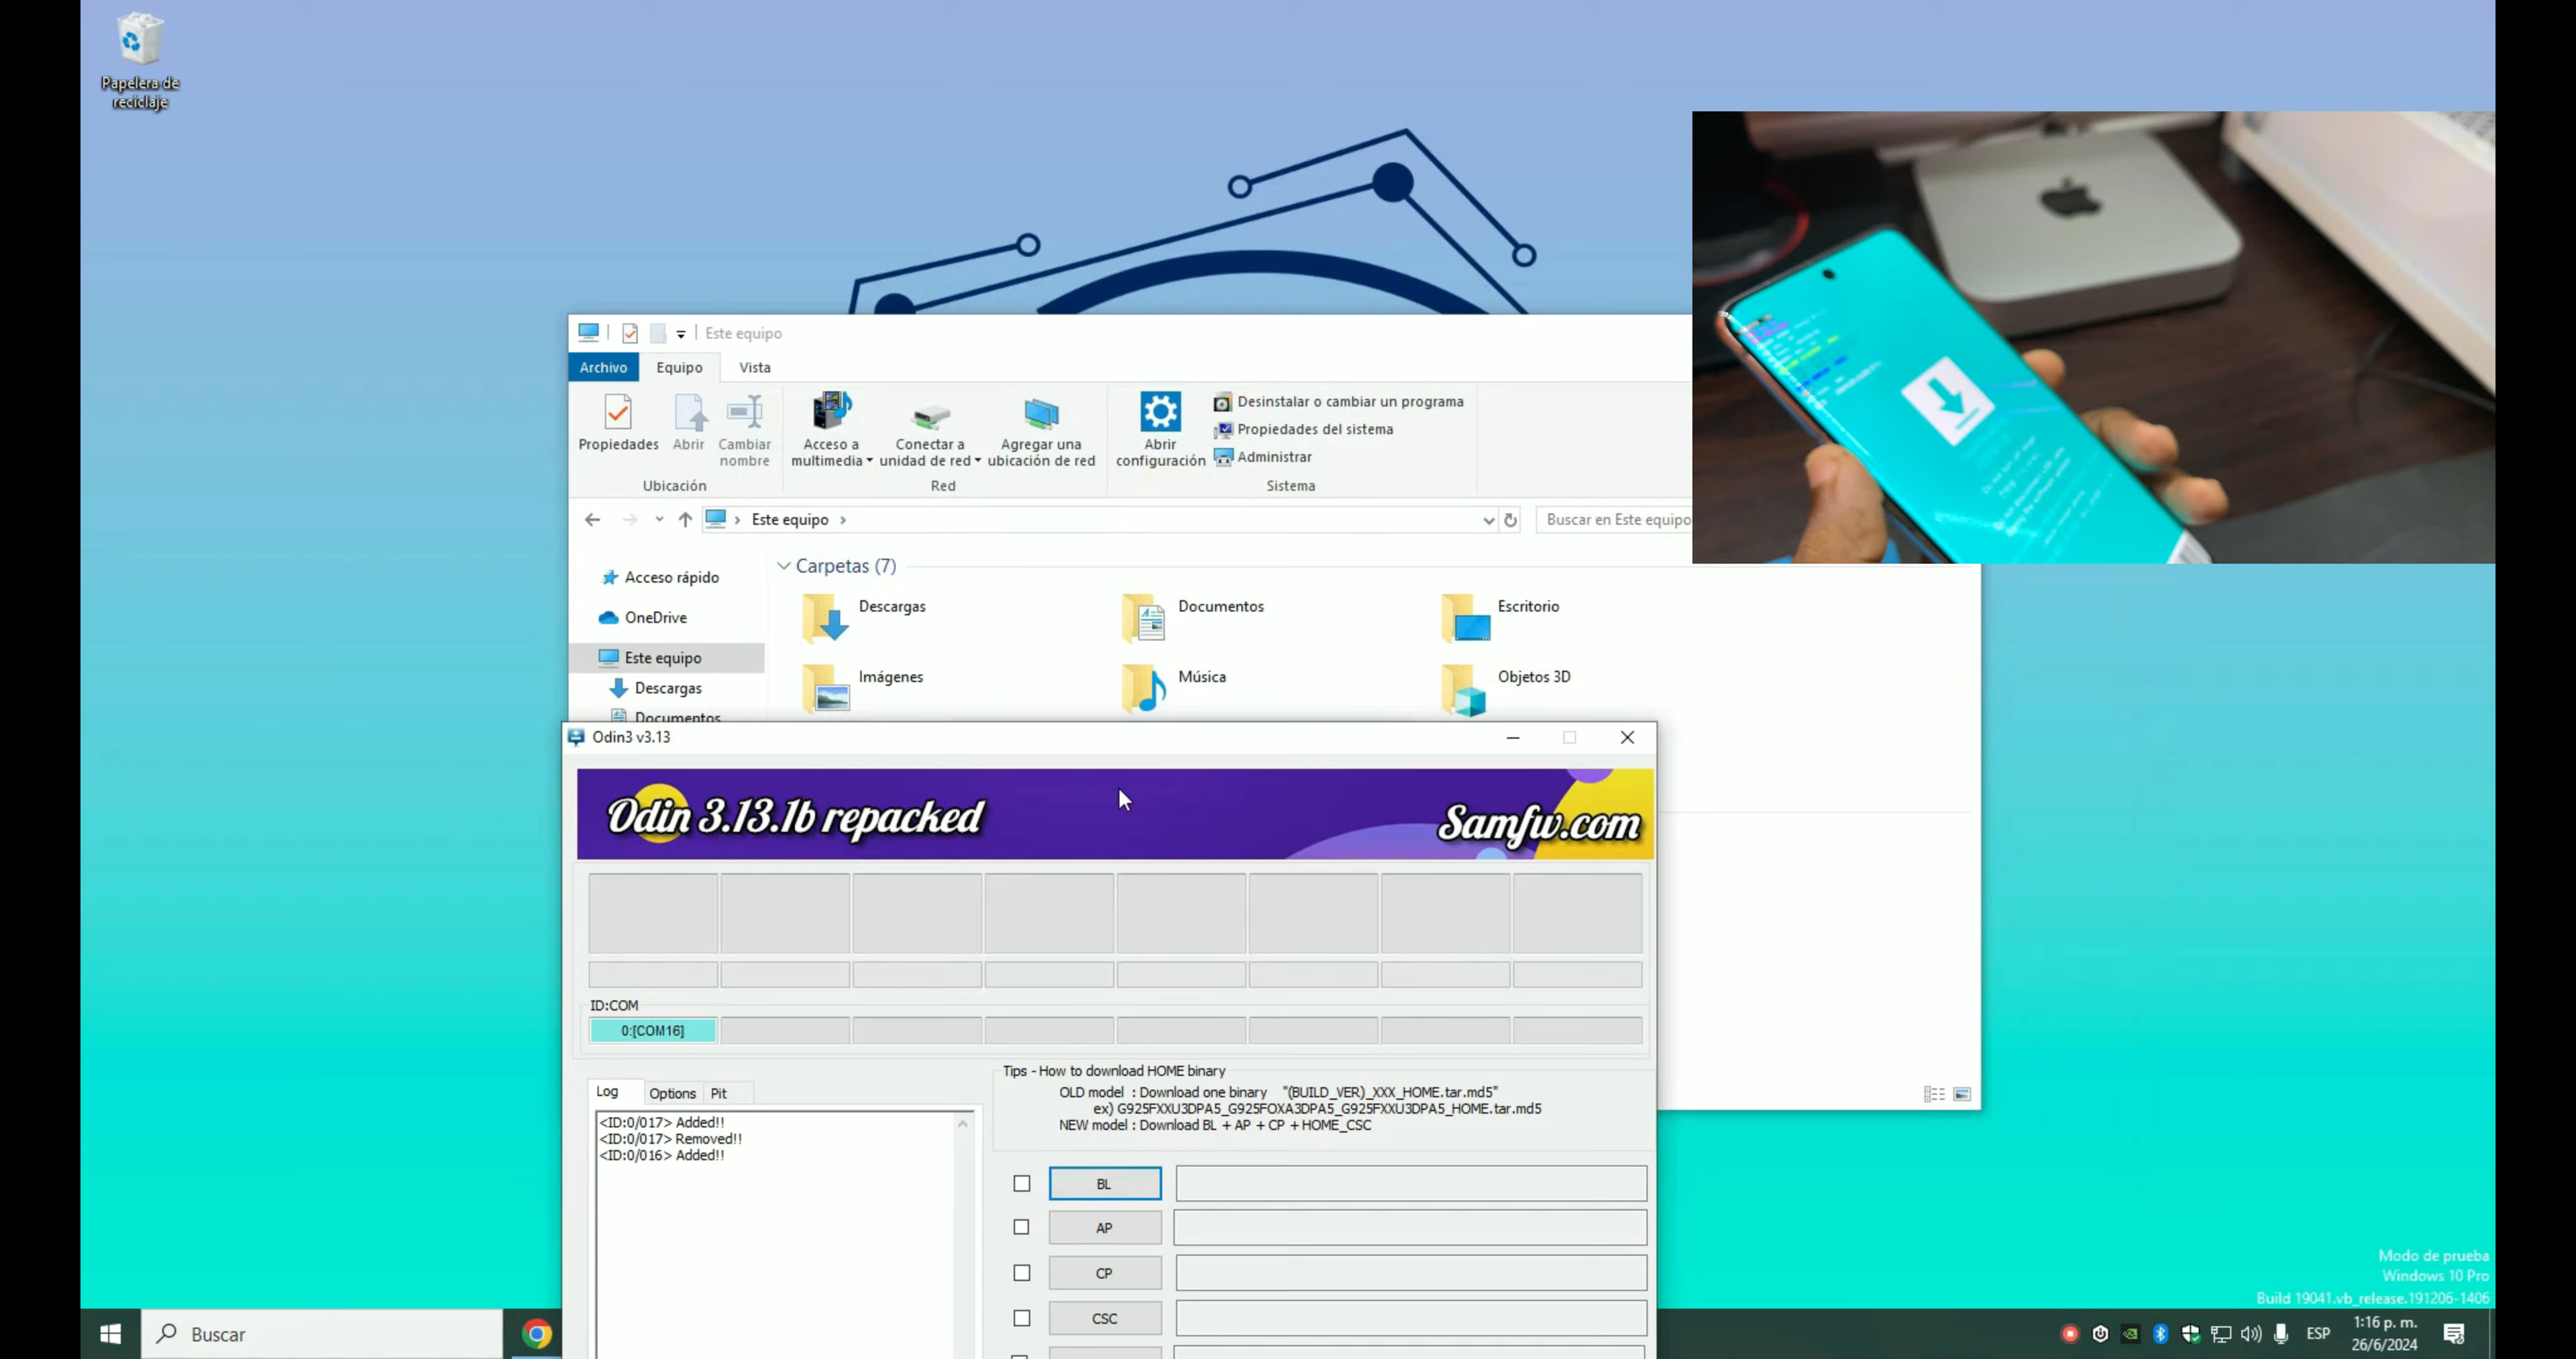 Papelera de
reciclaje
Este equipo
Archivo
Equipo
Vista
Propiedades
Abrir
Cambiar
nombre
Acceso a
multimedia
Conectar a
unidad de red
Agregar una
ubicación de red
Abrir
configuración
Desinstalar o cambiar un programa
Propiedades del sistema
Administrar
Ubicación
Red
Sistema
Este equipo
Buscar en Este equipo
Acceso rápido
OneDrive
Este equipo
Descargas
Documentos
Carpetas (7)
Descargas
Documentos
Escritorio
Imágenes
Música
Objetos 3D
Odin3 v3.13
Odin 3.13.1b repacked
Samfw.com
ID:COM
0:[COM16]
Log
Options
Pit
<ID:0/017> Added!!
<ID:0/017> Removed!!
<ID:0/016> Added!!
Tips - How to download HOME binary
OLD model : Download one binary "(BUILD_VER)_XXX_HOME.tar.md5"
ex) G925FXXU3DPA5_G925FOXA3DPA5_G925FXXU3DPA5_HOME.tar.md5
NEW model : Download BL + AP + CP + HOME_CSC
BL
AP
CP
CSC
Modo de prueba
Windows 10 Pro
Build 19041.vb_release.191206-1406
Buscar
ESP
1:16 p. m.
26/6/2024